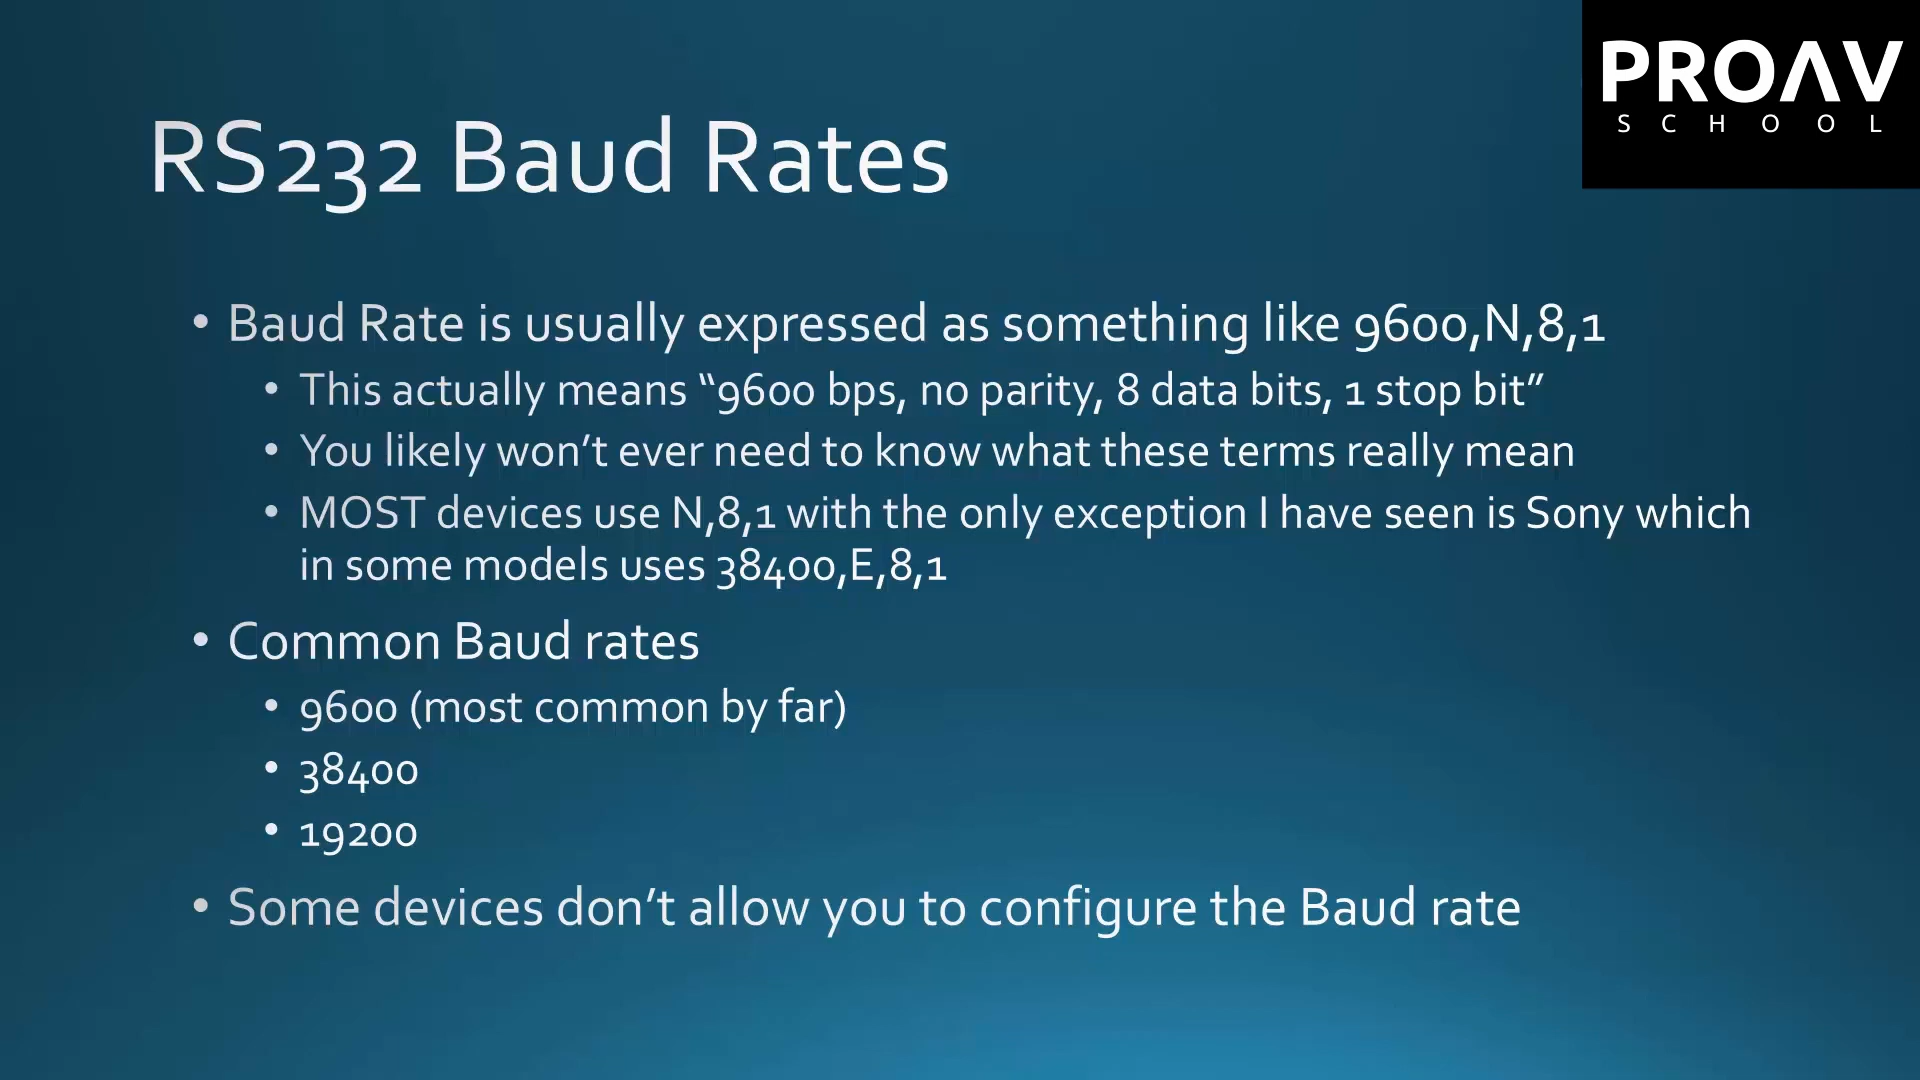 PROAV
SCHOOL
RS232 Baud Rates
• Baud Rate is usually expressed as something like 9600,N,8,1
• This actually means “9600 bps, no parity, 8 data bits, 1 stop bit”
• You likely won’t ever need to know what these terms really mean
• MOST devices use N,8,1 with the only exception I have seen is Sony which
in some models uses 38400,E,8,1
• Common Baud rates
• 9600 (most common by far)
• 38400
• 19200
• Some devices don’t allow you to configure the Baud rate